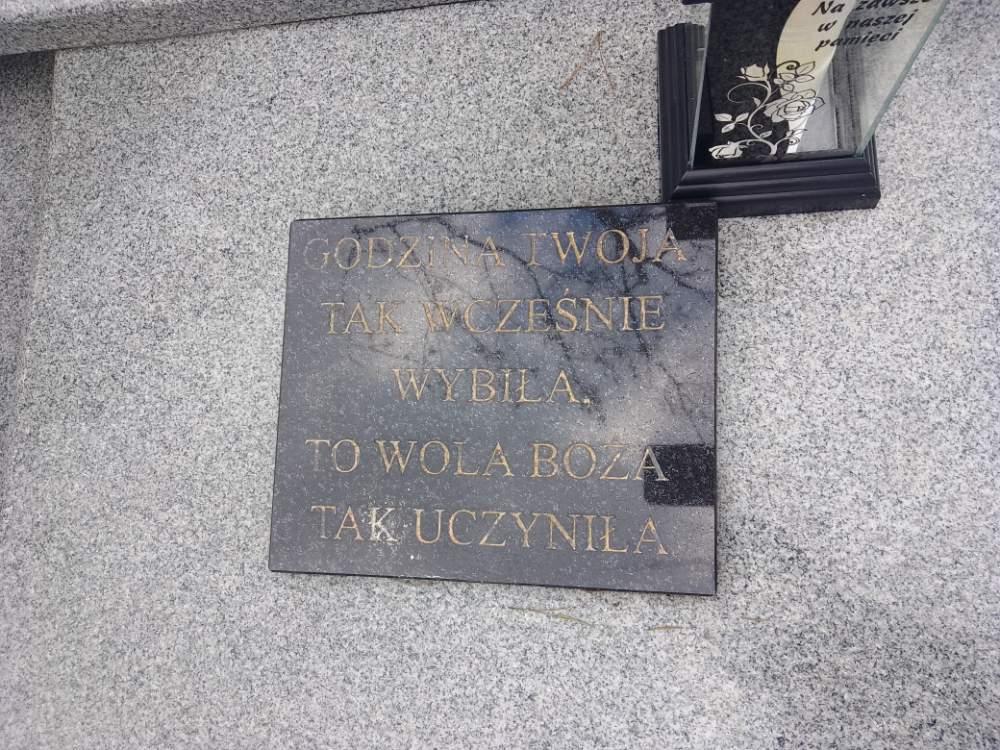 Na zawsze
w naszej
pamięci
GODZINA TWOJA
TAK WCZEŚNIE
WYBIŁA.
TO WOLA BOŻA
TAK UCZYNIŁA